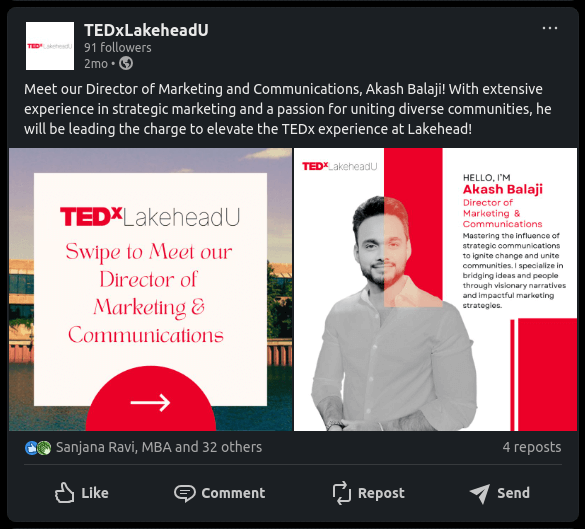 TEDxLakeheadU
91 followers
2mo •
Meet our Director of Marketing and Communications, Akash Balaji! With extensive
experience in strategic marketing and a passion for uniting diverse communities, he
will be leading the charge to elevate the TEDx experience at Lakehead!
TEDxLakeheadU
Swipe to Meet our
Director of
Marketing &
Communications
TEDxLakeheadU
HELLO, I'M
Akash Balaji
Director of
Marketing &
Communications
Mastering the influence of
strategic communications
to ignite change and unite
communities. I specialize in
bridging ideas and people
through visionary narratives
and impactful marketing
strategies.
Sanjana Ravi, MBA and 32 others
4 reposts
Like
Comment
Repost
Send